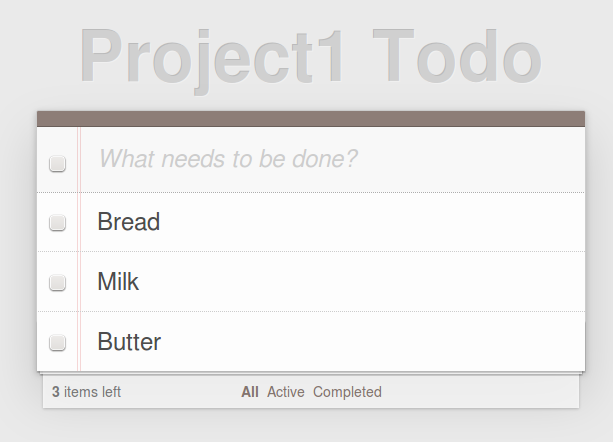 Project1 Todo
What needs to be done?
Bread
Milk
Butter
3 items left All Active Completed